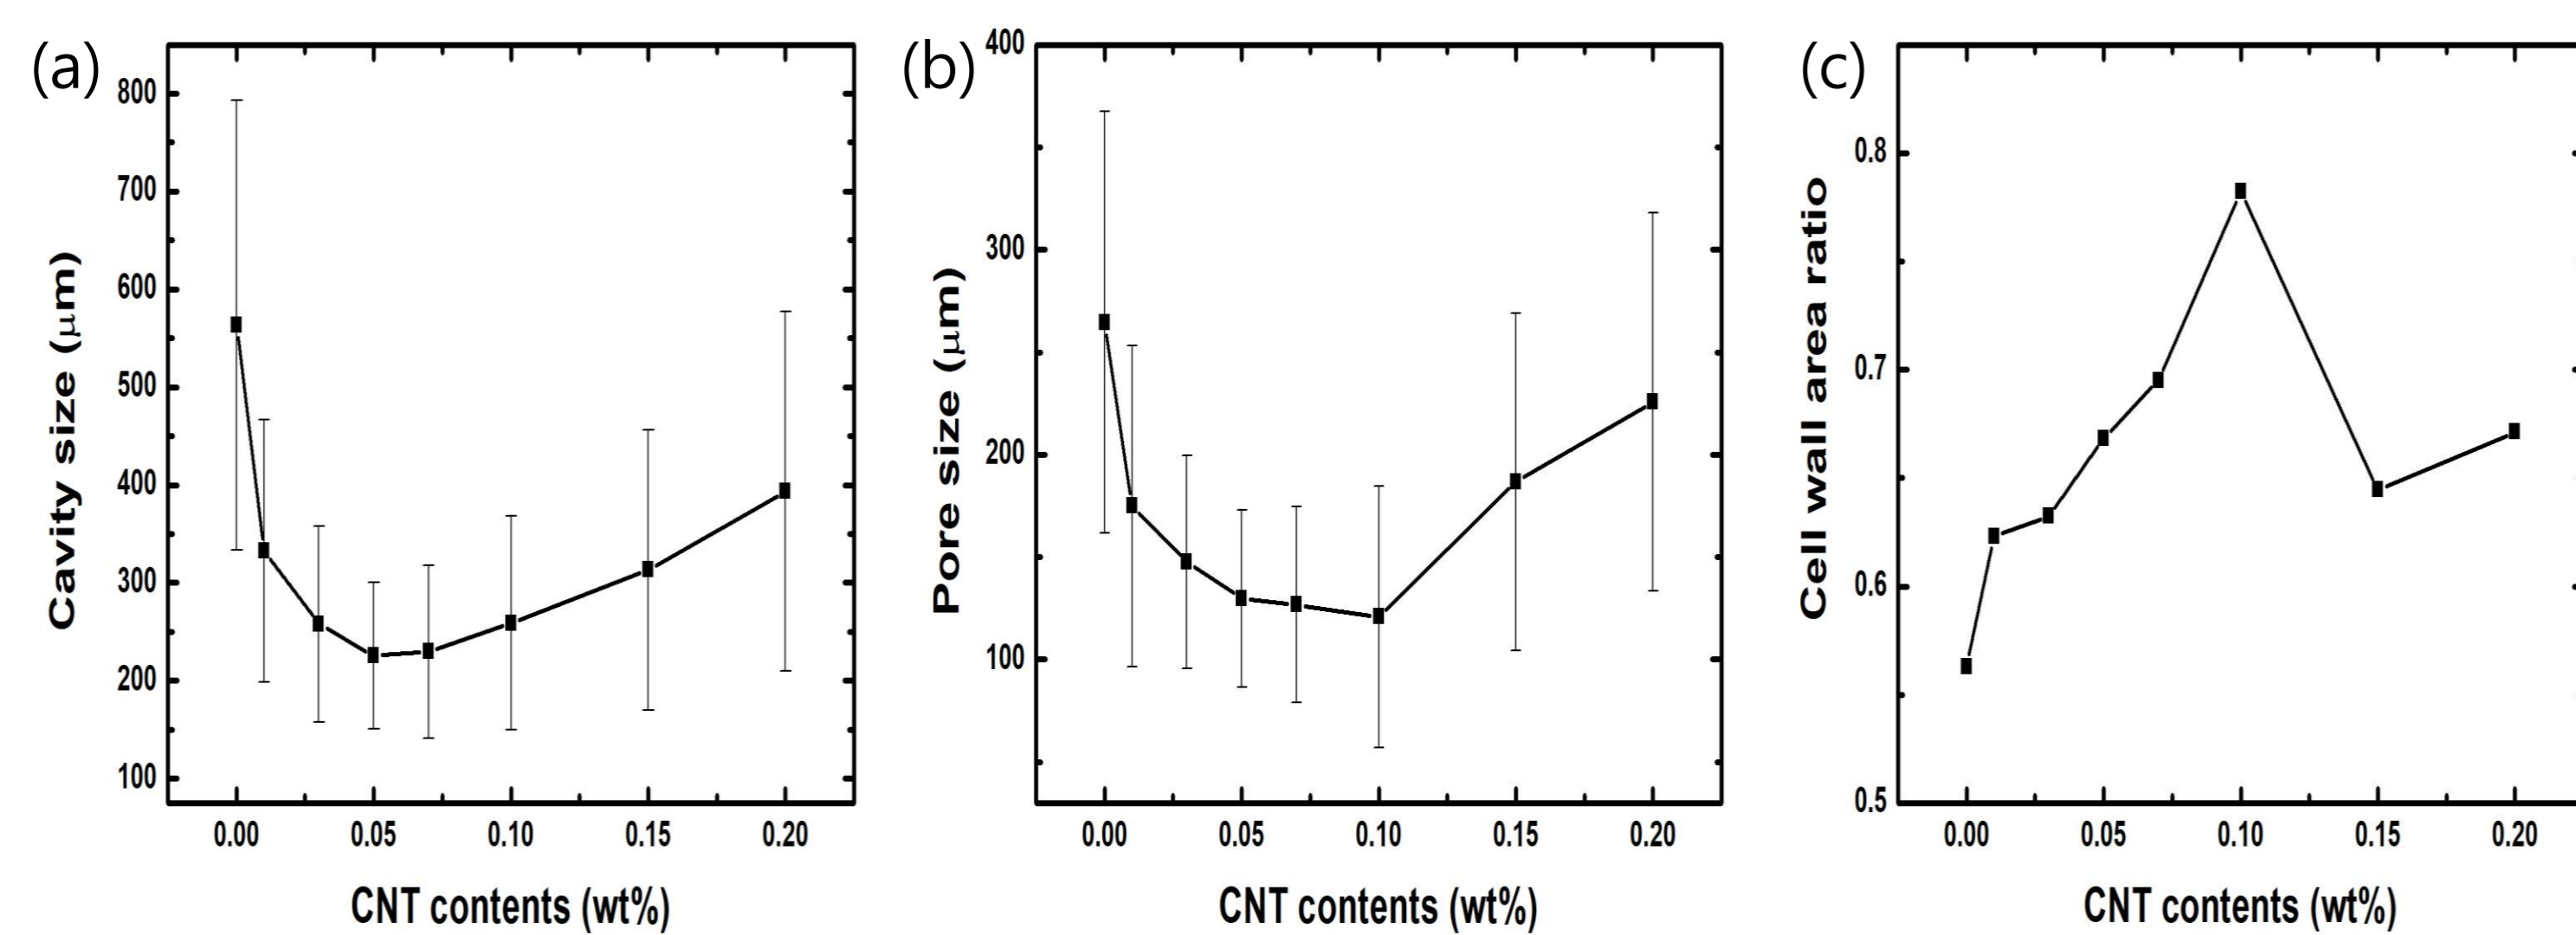 (a)
800
700
600
500
400
300
200
100
Cavity size (μm)
0.00 0.05 0.10 0.15 0.20
CNT contents (wt%)
(b)
400
300
200
100
Pore size (μm)
0.00 0.05 0.10 0.15 0.20
CNT contents (wt%)
(c)
0.8
0.7
0.6
0.5
Cell wall area ratio
0.00 0.05 0.10 0.15 0.20
CNT contents (wt%)